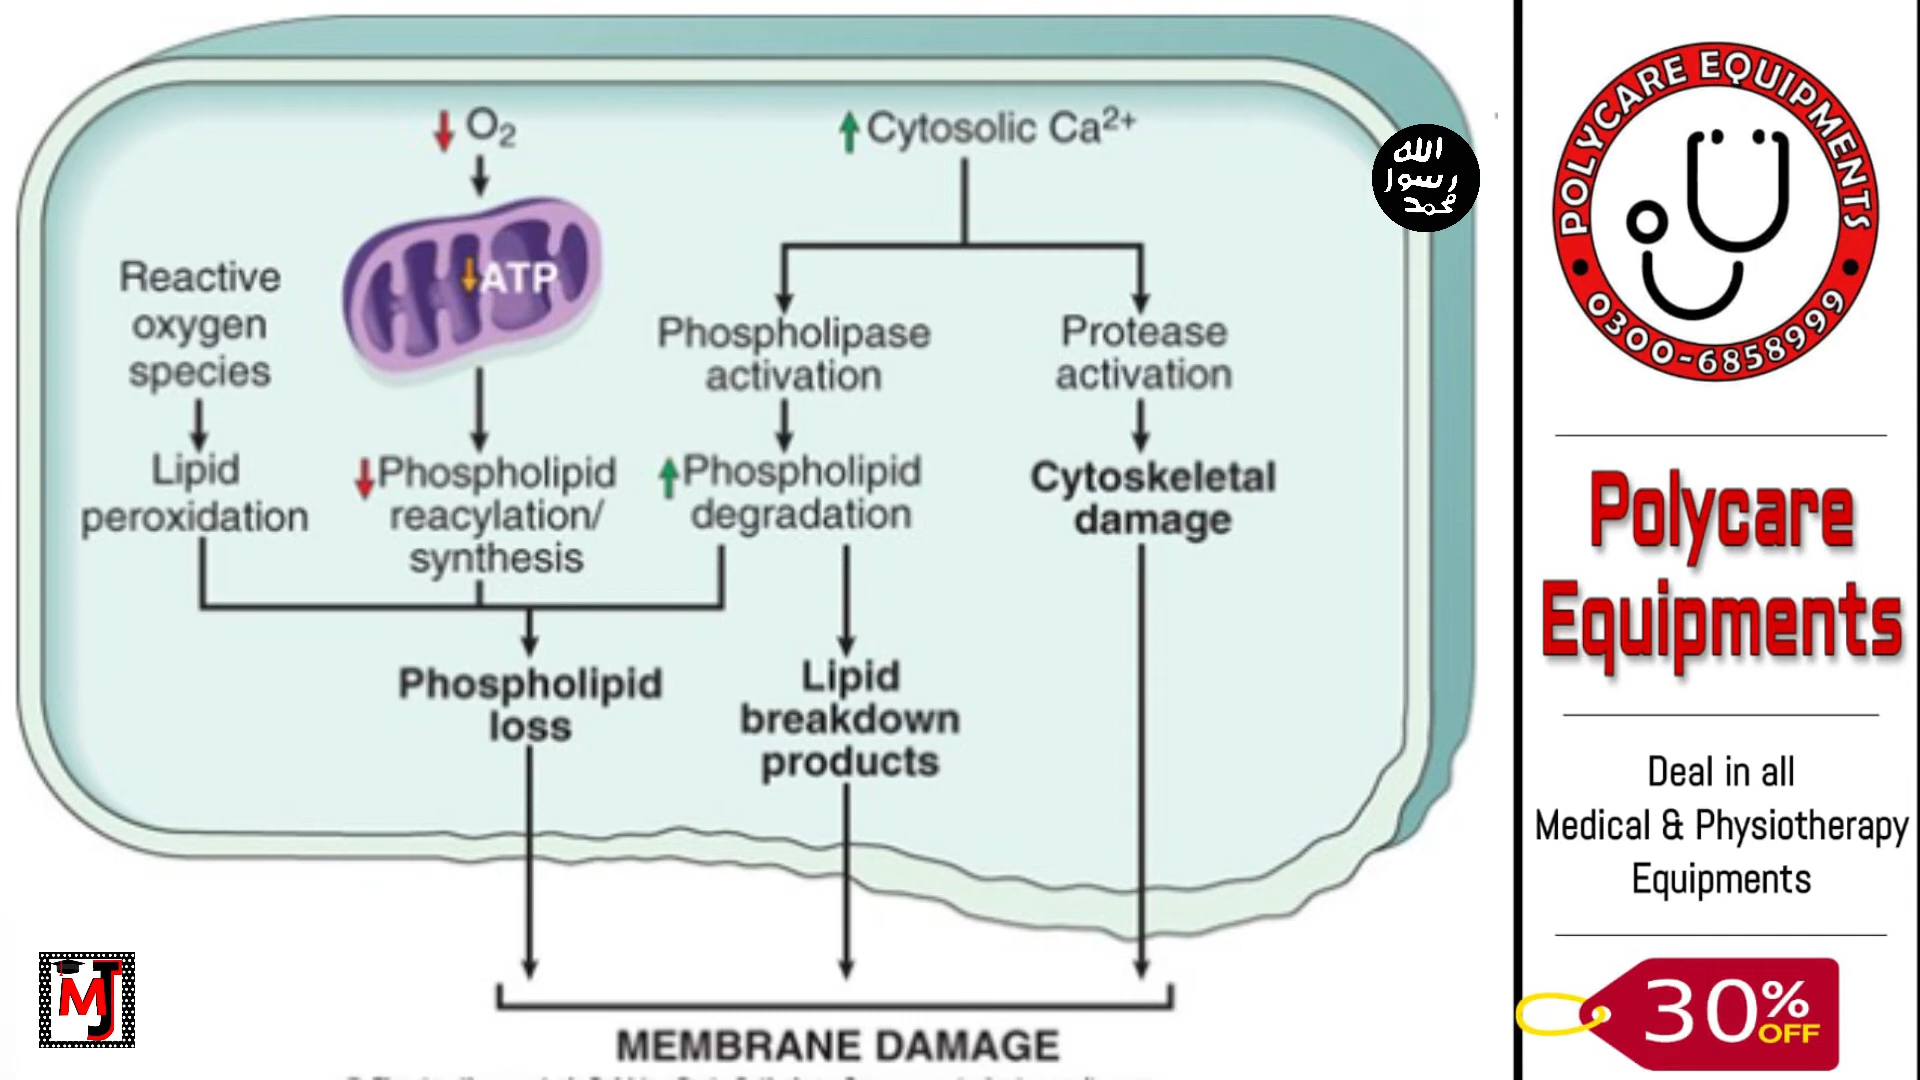 ↓ O2
↑ Cytosolic Ca2+
↓ATP
Reactive
oxygen
species
Phospholipase
activation
Protease
activation
Lipid
peroxidation
↓Phospholipid
reacylation/
synthesis
↑Phospholipid
degradation
Cytoskeletal
damage
Phospholipid
loss
Lipid
breakdown
products
MEMBRANE DAMAGE
الله
رسول
محمد
MJ
POLYCARE EQUIPMENTS
0300-6858999
Polycare
Equipments
Deal in all
Medical & Physiotherapy
Equipments
30% OFF